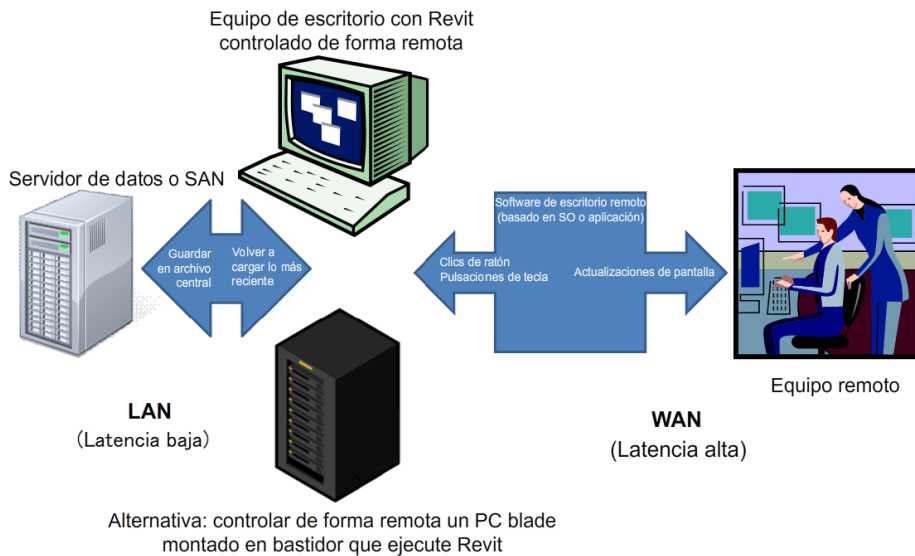 Equipo de escritorio con Revit
controlado de forma remota
Servidor de datos o SAN
Guardar
en archivo
central
Volver a
cargar lo más
reciente
Software de escritorio remoto
(basado en SO o aplicación)
Clics de ratón
Pulsaciones de tecla
Actualizaciones de pantalla
Equipo remoto
LAN
(Latencia baja)
WAN
(Latencia alta)
Alternativa: controlar de forma remota un PC blade
montado en bastidor que ejecute Revit